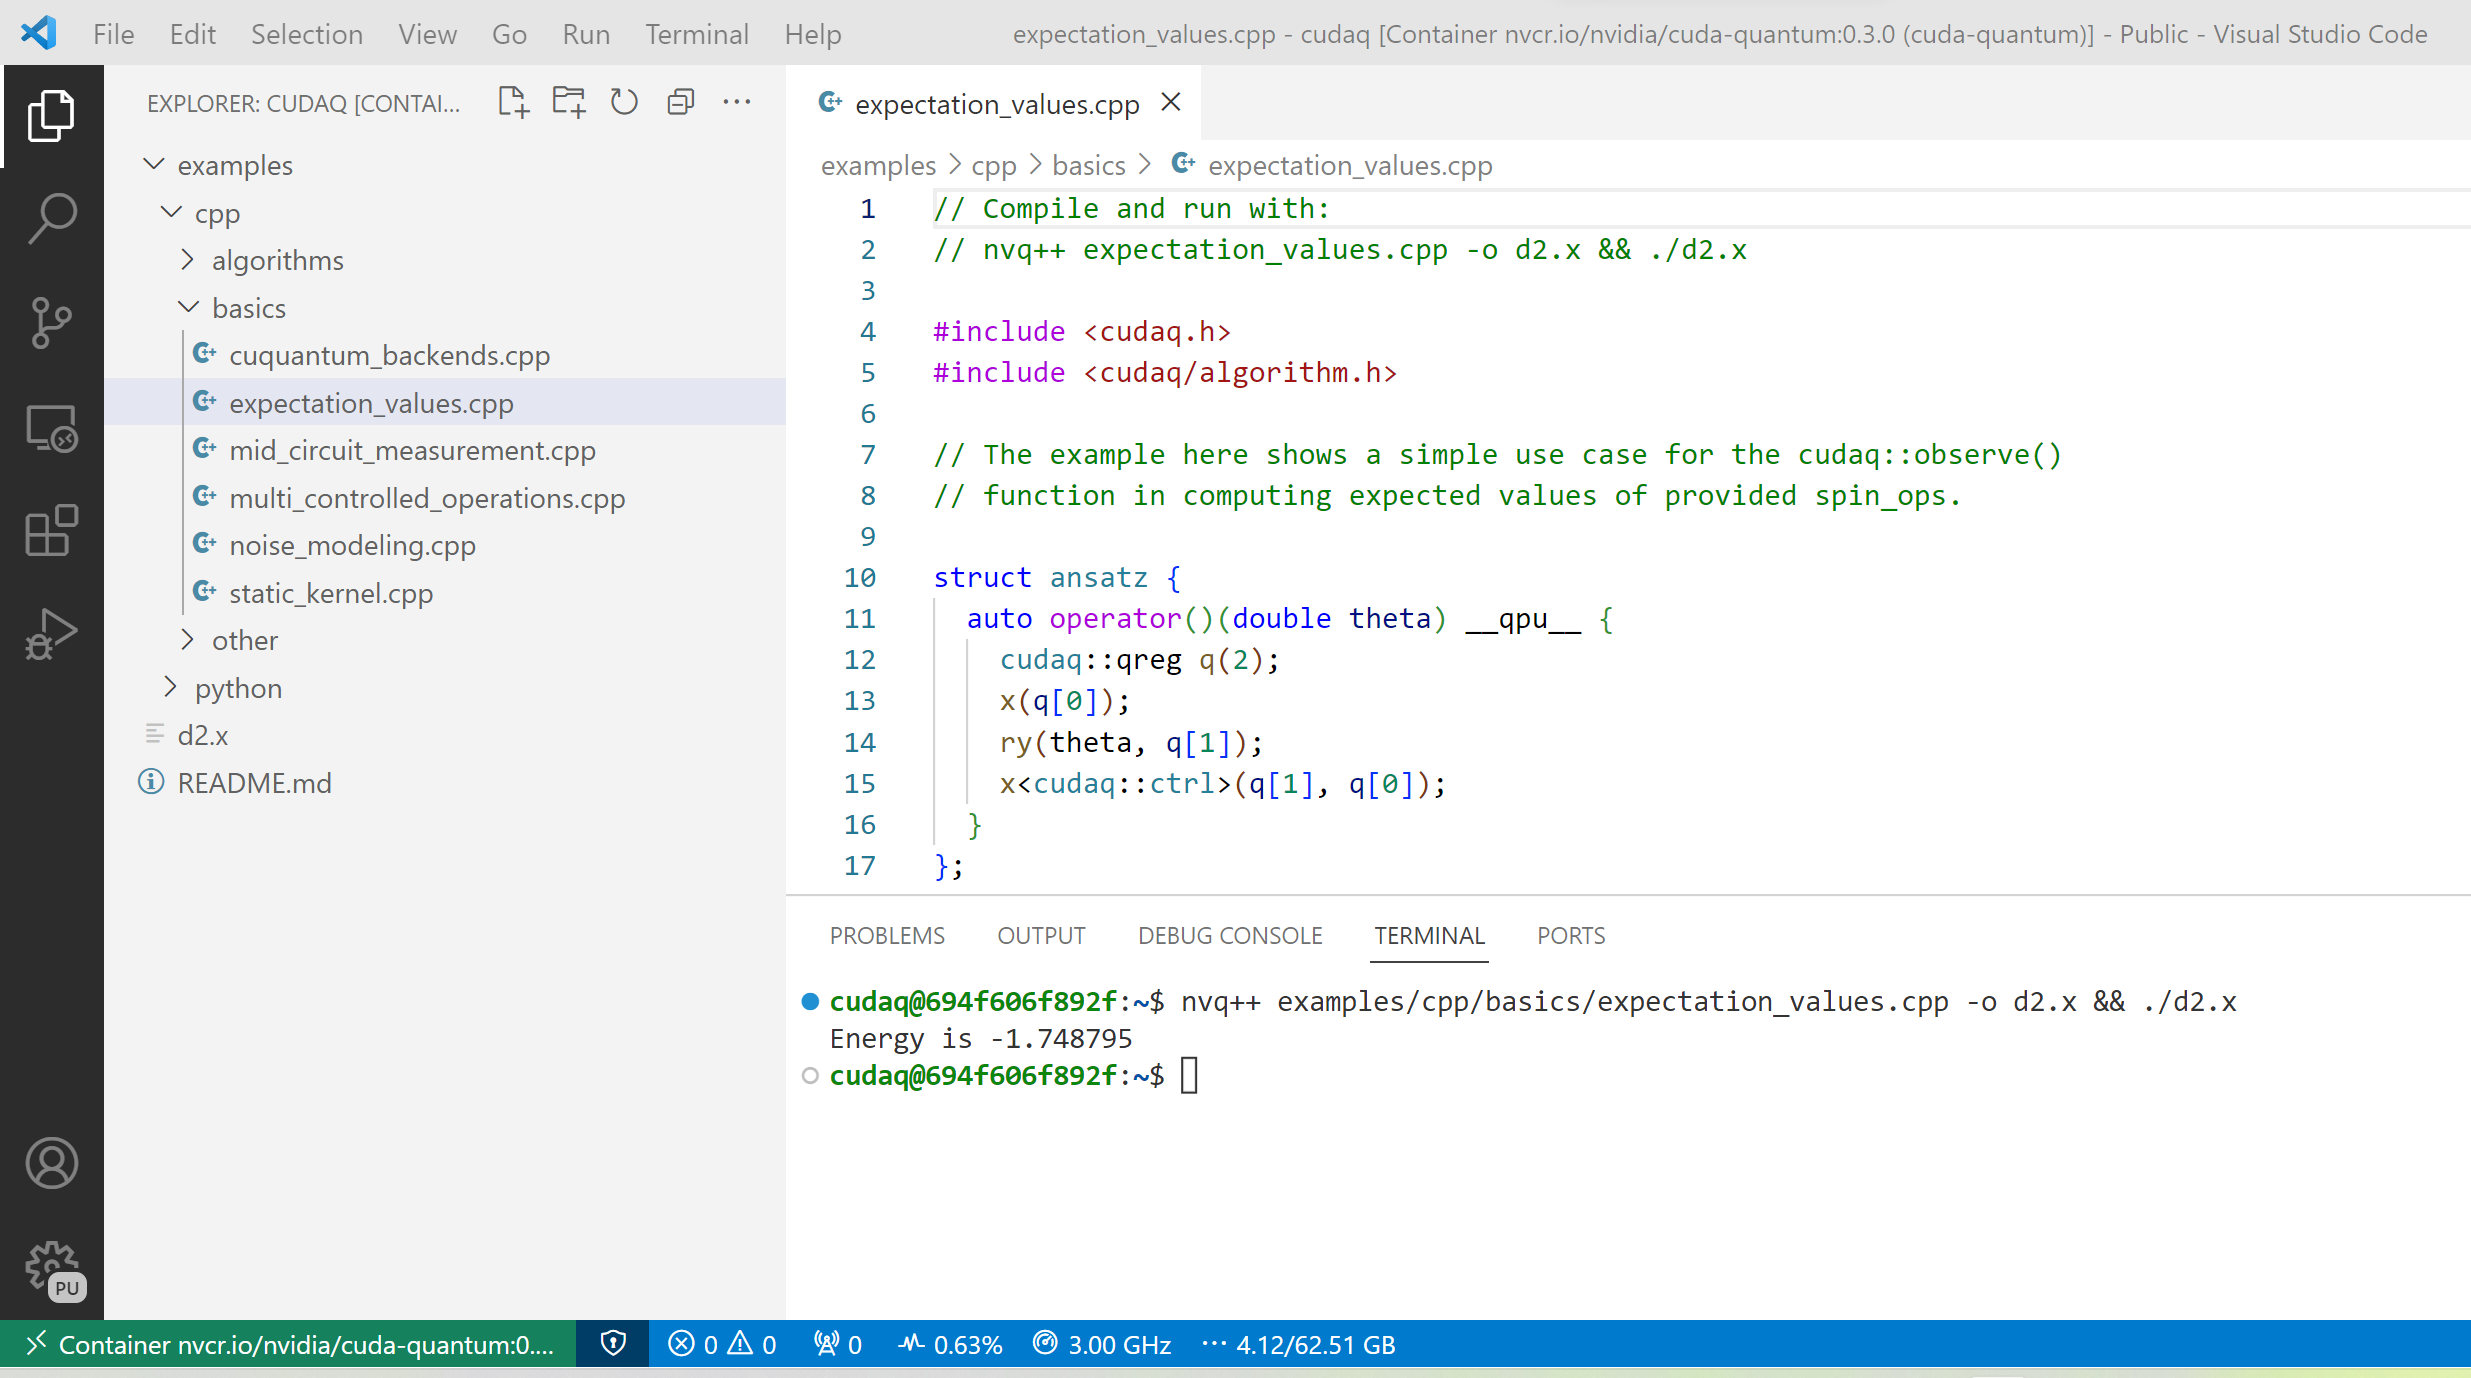 File Edit Selection View Go Run Terminal Help expectation_values.cpp - cudaq [Container nvcr.io/nvidia/cuda-quantum:0.3.0 (cuda-quantum)] - Public - Visual Studio Code
EXPLORER: CUDAQ [CONTAI...
examples
cpp
algorithms
basics
cuquantum_backends.cpp
expectation_values.cpp
mid_circuit_measurement.cpp
multi_controlled_operations.cpp
noise_modeling.cpp
static_kernel.cpp
other
python
d2.x
README.md
PU
expectation_values.cpp
examples > cpp > basics > expectation_values.cpp
1 // Compile and run with:
2 // nvq++ expectation_values.cpp -o d2.x && ./d2.x
3
4 #include <cudaq.h>
5 #include <cudaq/algorithm.h>
6
7 // The example here shows a simple use case for the cudaq::observe()
8 // function in computing expected values of provided spin_ops.
9
10 struct ansatz {
11 auto operator()(double theta) __qpu__ {
12 cudaq::qreg q(2);
13 x(q[0]);
14 ry(theta, q[1]);
15 x<cudaq::ctrl>(q[1], q[0]);
16 }
17 };
PROBLEMS OUTPUT DEBUG CONSOLE TERMINAL PORTS
cudaq@694f606f892f:~$ nvq++ examples/cpp/basics/expectation_values.cpp -o d2.x && ./d2.x
Energy is -1.748795
cudaq@694f606f892f:~$
Container nvcr.io/nvidia/cuda-quantum:0.... 0 0 0 0.63% 3.00 GHz 4.12/62.51 GB